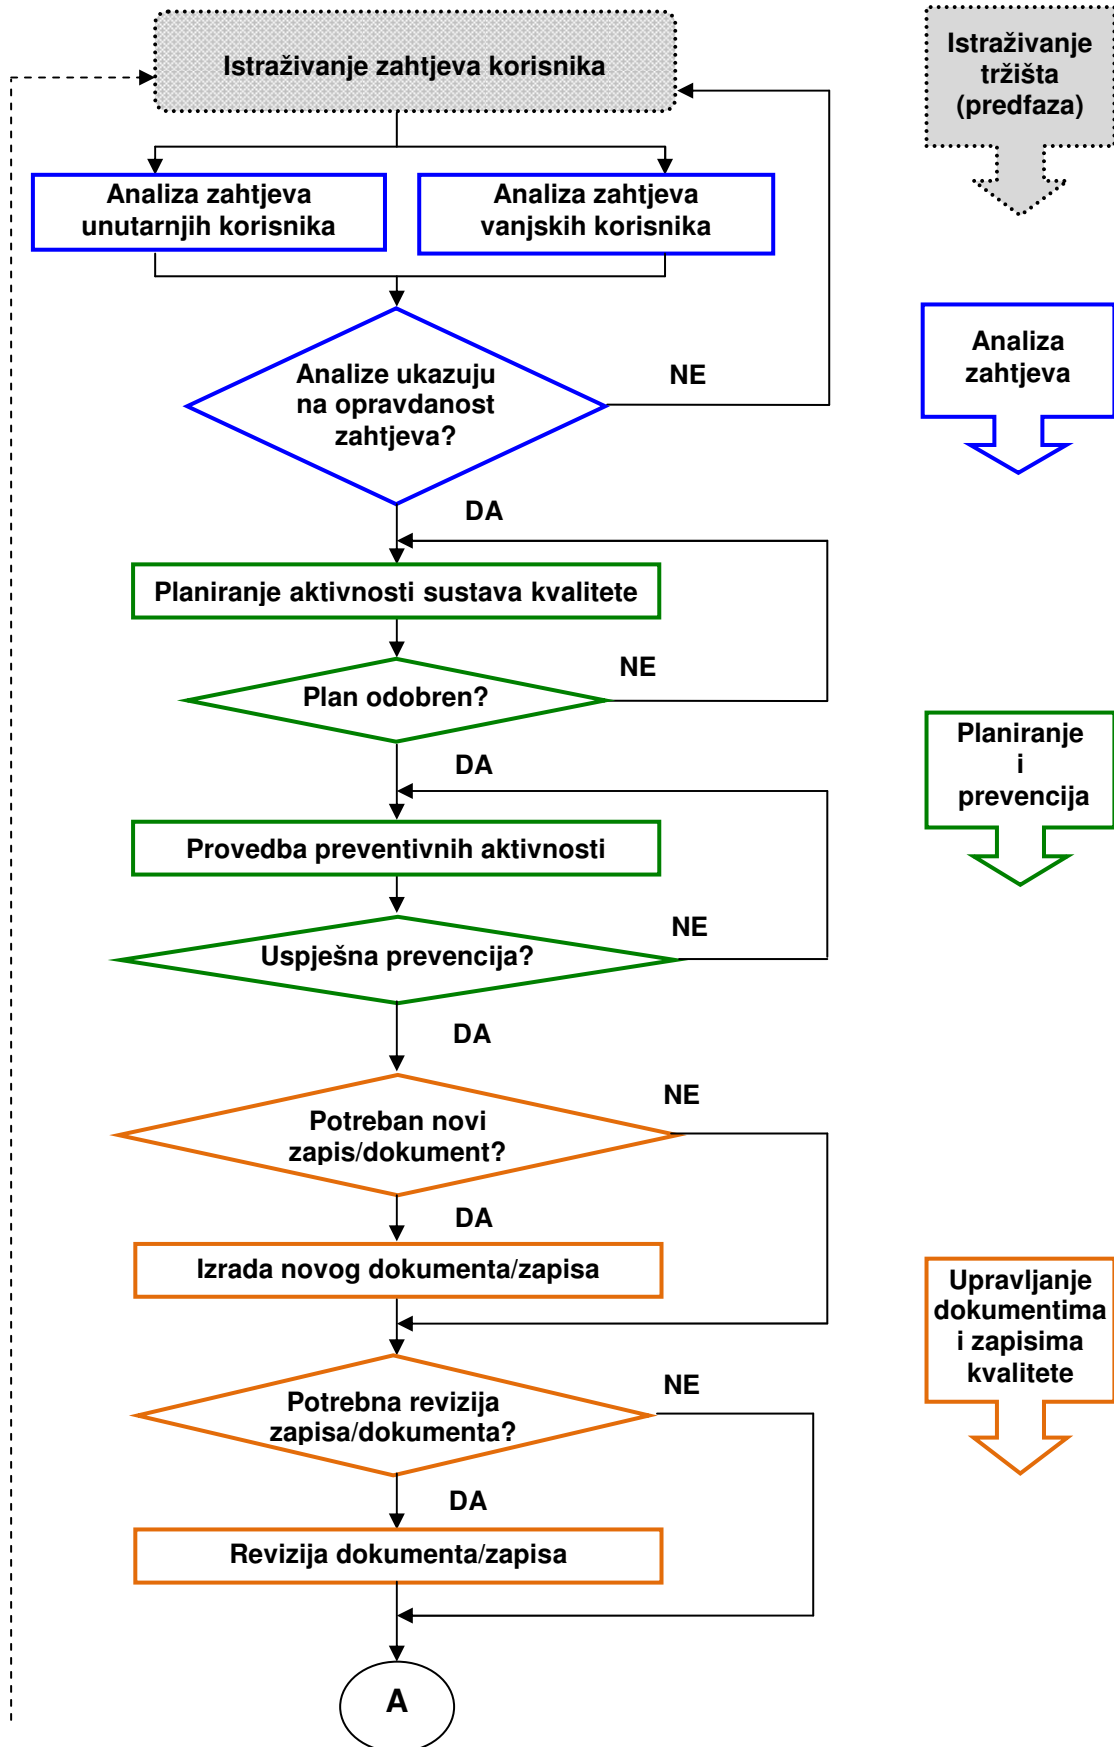 Istraživanje zahtjeva korisnika
Istraživanje
tržišta
(predfaza)
Analiza zahtjeva
unutarnjih korisnika
Analiza zahtjeva
vanjskih korisnika
Analize ukazuju
na opravdanost
zahtjeva?
NE
Analiza
zahtjeva
DA
Planiranje aktivnosti sustava kvalitete
Plan odobren?
NE
DA
Planiranje
i
prevencija
Provedba preventivnih aktivnosti
Uspješna prevencija?
NE
DA
Potreban novi
zapis/dokument?
NE
DA
Izrada novog dokumenta/zapisa
Upravljanje
dokumentima
i zapisima
kvalitete
Potrebna revizija
zapisa/dokumenta?
NE
DA
Revizija dokumenta/zapisa
A